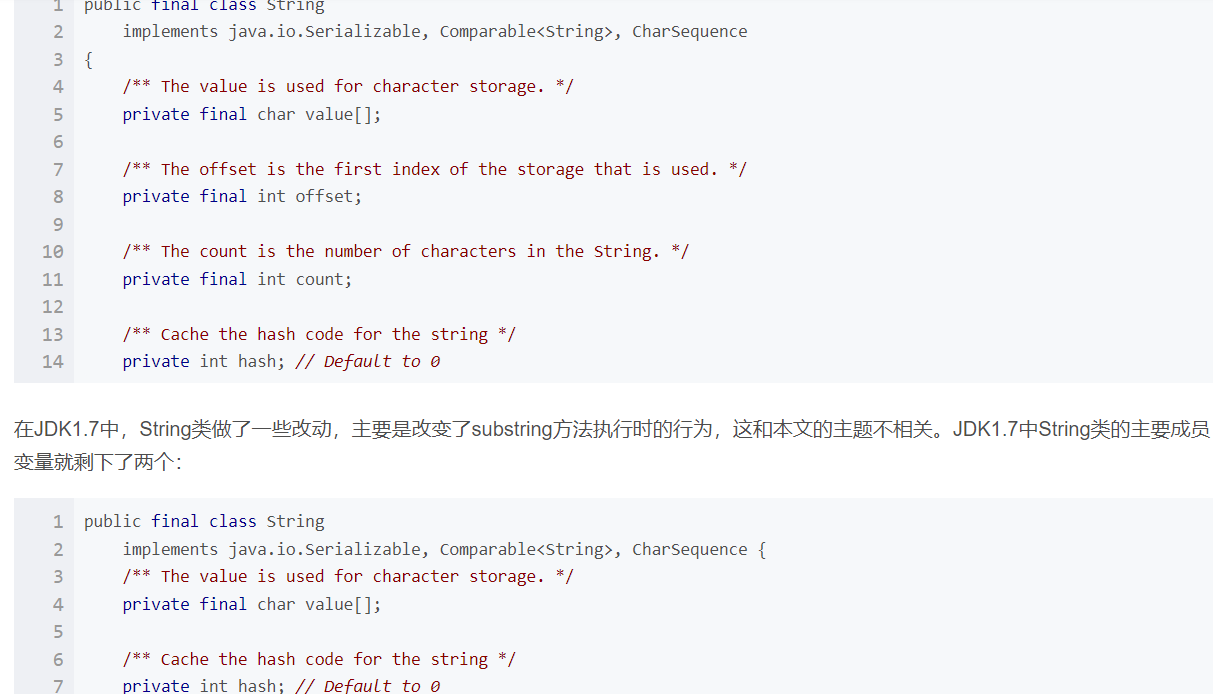 1 public final class String
2 implements java.io.Serializable, Comparable<String>, CharSequence
3 {
4 /** The value is used for character storage. */
5 private final char value[];
6
7 /** The offset is the first index of the storage that is used. */
8 private final int offset;
9
10 /** The count is the number of characters in the String. */
11 private final int count;
12
13 /** Cache the hash code for the string */
14 private int hash; // Default to 0
在JDK1.7中，String类做了一些改动，主要是改变了substring方法执行时的行为，这和本文的主题不相关。JDK1.7中String类的主要成员
变量就剩下了两个：
1 public final class String
2 implements java.io.Serializable, Comparable<String>, CharSequence {
3 /** The value is used for character storage. */
4 private final char value[];
5
6 /** Cache the hash code for the string */
7 private int hash; // Default to 0